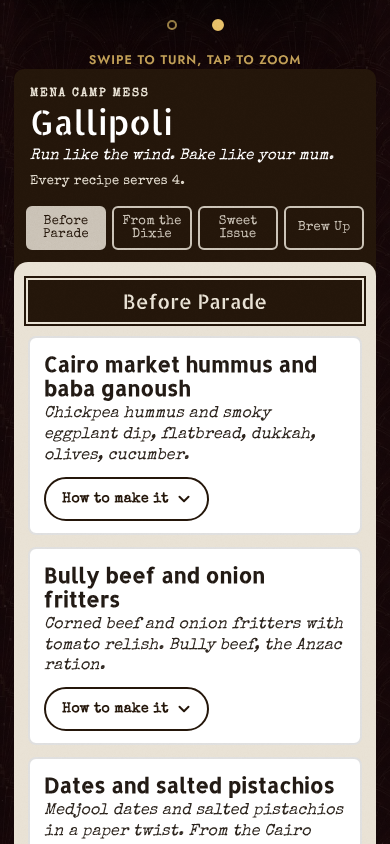 SWIPE TO TURN, TAP TO ZOOM
MENA CAMP MESS
Gallipoli
Run like the wind. Bake like your mum.
Every recipe serves 4.
Before
Parade
From the
Dixie
Sweet
Issue
Brew Up
Before Parade
Cairo market hummus and
baba ganoush
Chickpea hummus and smoky
eggplant dip, flatbread, dukkah,
olives, cucumber.
How to make it
Bully beef and onion
fritters
Corned beef and onion fritters with
tomato relish. Bully beef, the Anzac
ration.
How to make it
Dates and salted pistachios
Medjool dates and salted pistachios
in a paper twist. From the Cairo